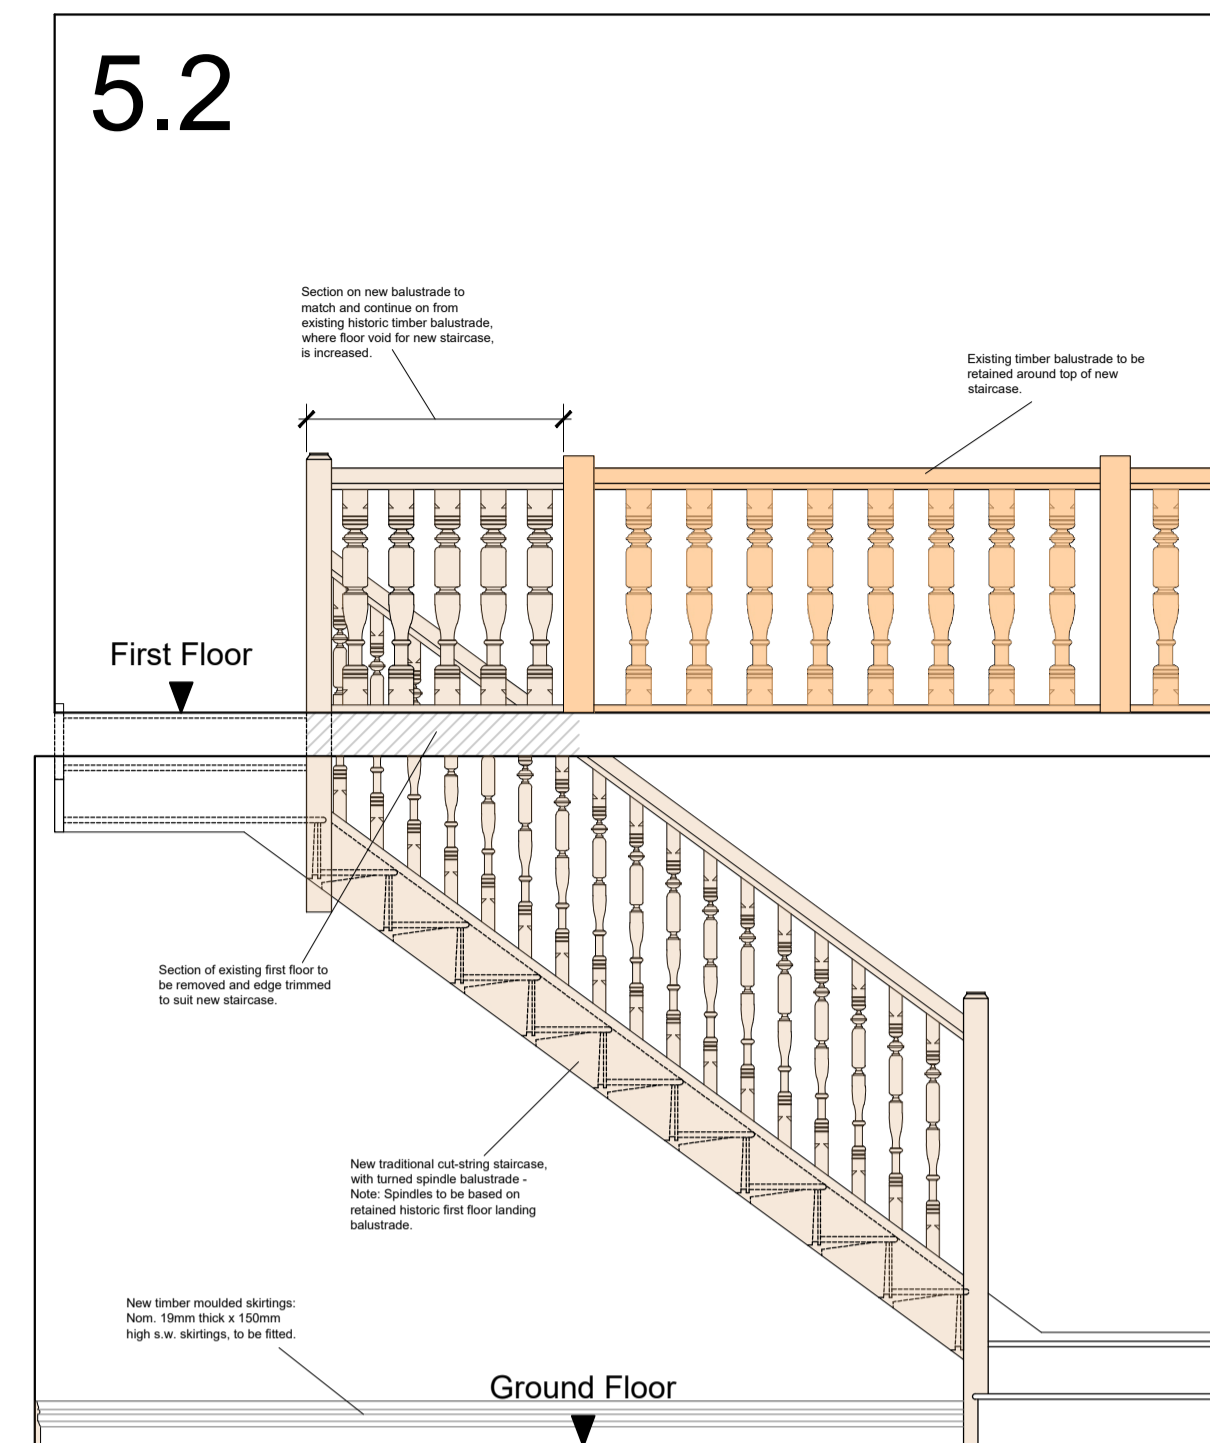 5.2
Section on new balustrade to
match and continue on from
existing historic timber balustrade,
where floor void for new staircase,
is increased.
Existing timber balustrade to be
retained around top of new
staircase.
First Floor
Section of existing first floor to
be removed and edge trimmed
to suit new staircase.
New traditional cut-string staircase,
with turned spindle balustrade -
Note: Spindles to be based on
retained historic first floor landing
balustrade.
New timber moulded skirtings:
Nom. 19mm thick x 150mm
high s.w. skirtings, to be fitted.
Ground Floor